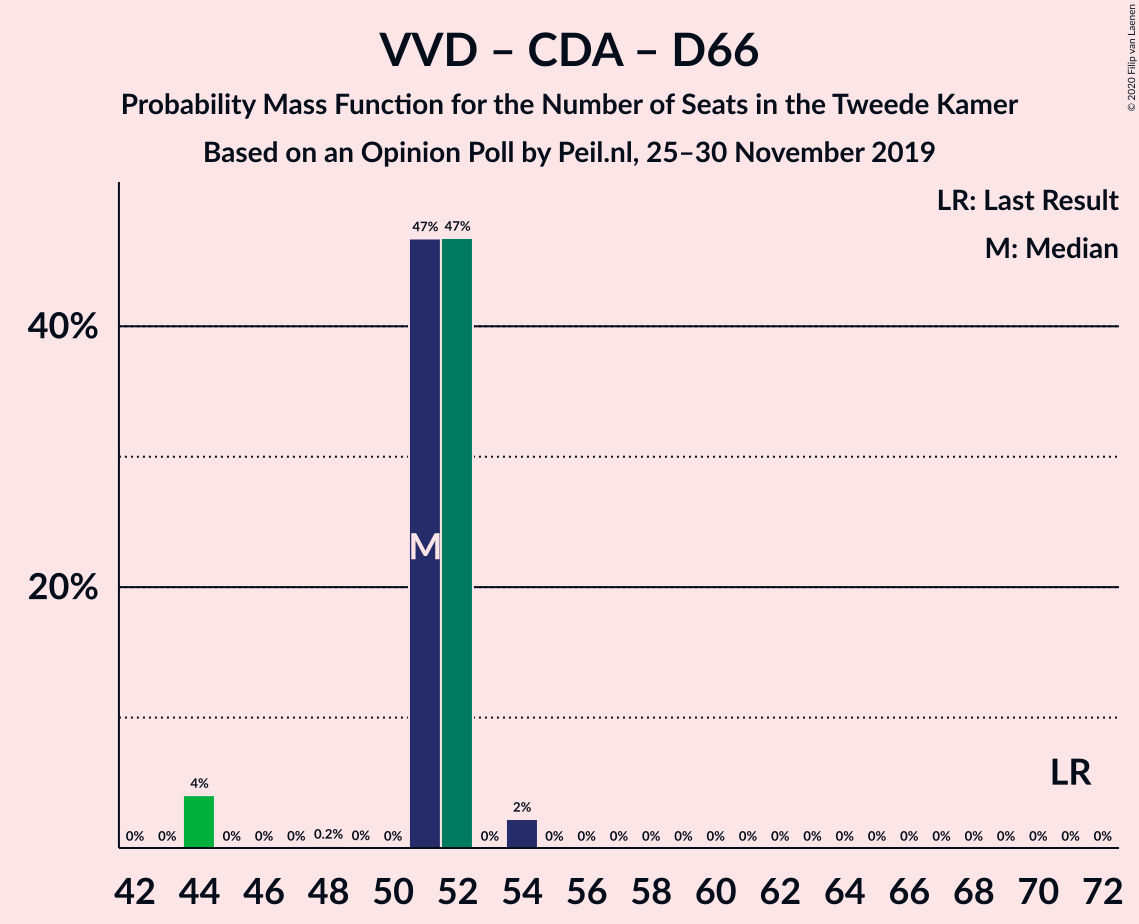 VVD – CDA – D66
Probability Mass Function for the Number of Seats in the Tweede Kamer
Based on an Opinion Poll by Peil.nl, 25–30 November 2019
© 2020 Filip van Laenen
LR: Last Result
M: Median
47% 47%
40%
M
20%
LR
4%
2%
0% 0% 0% 0% 0% 0.2% 0% 0% 0% 0% 0% 0% 0% 0% 0% 0% 0% 0% 0% 0% 0% 0% 0% 0% 0% 0% 0%
42 44 46 48 50 52 54 56 58 60 62 64 66 68 70 72